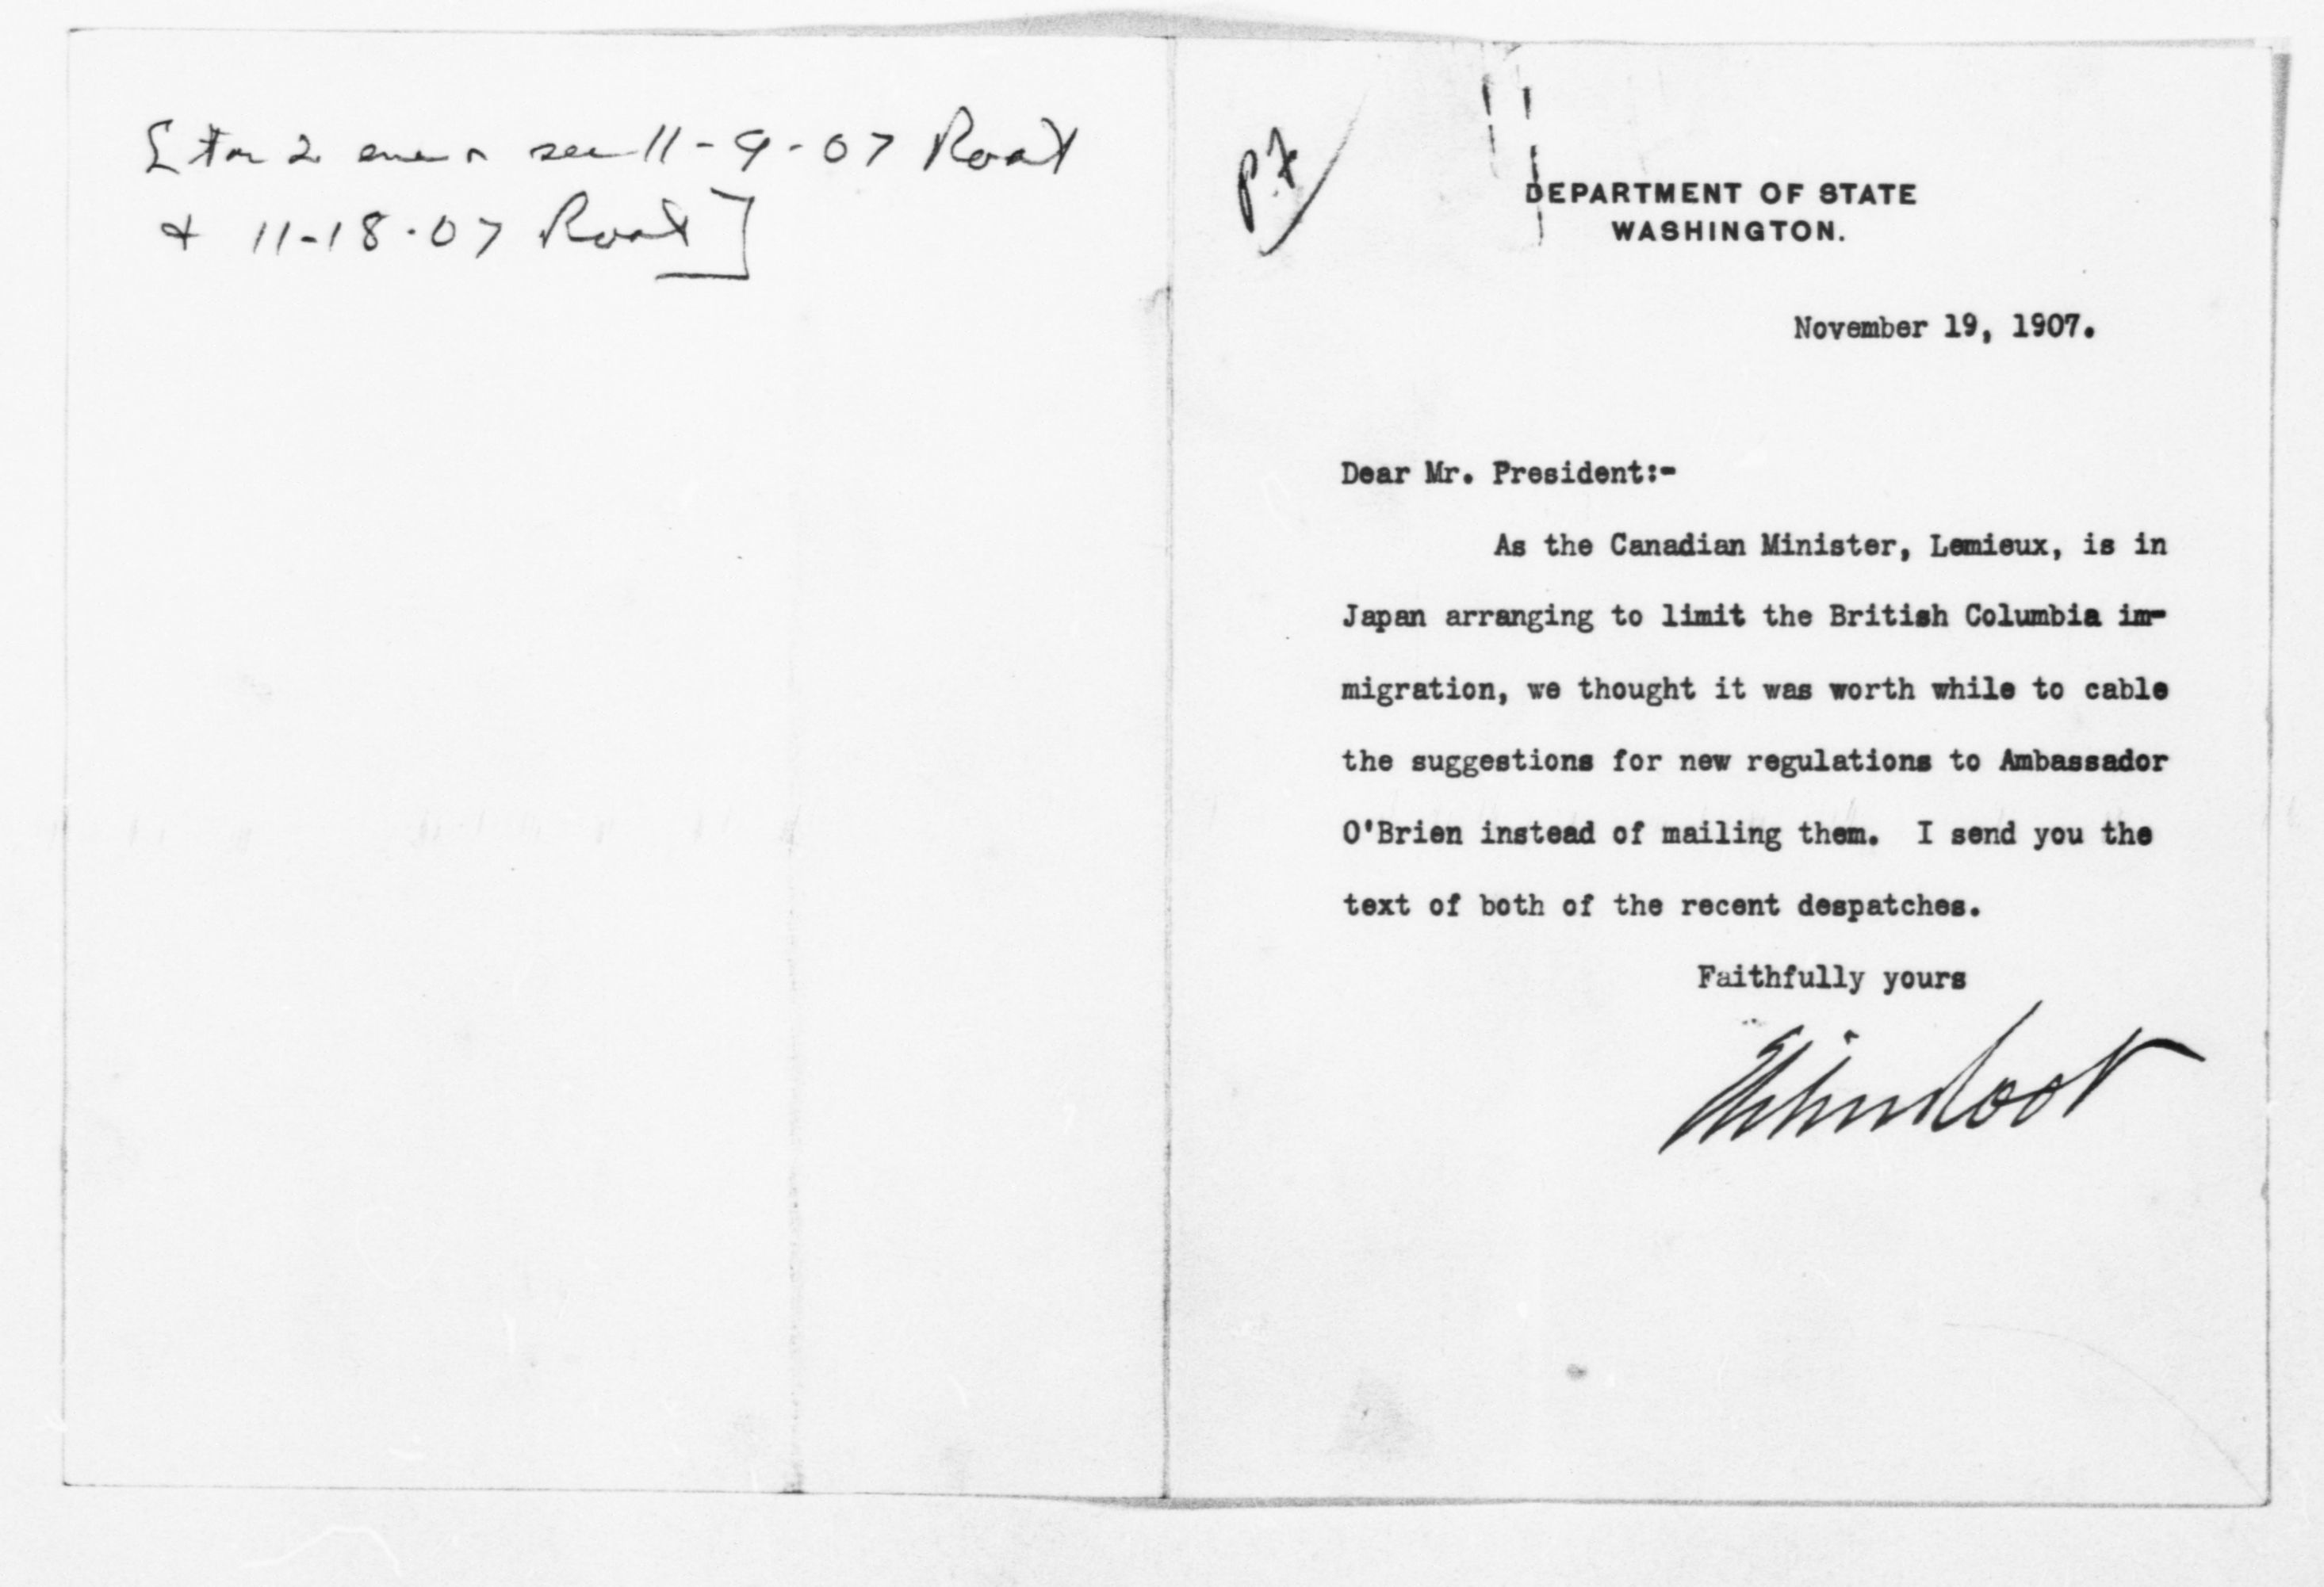 [for 2 encs see 11-9-07 Root
& 11-18-07 Root]
DEPARTMENT OF STATE
WASHINGTON.
November 19, 1907.
Dear Mr. President:-
As the Canadian Minister, Lemieux, is in
Japan arranging to limit the British Columbia im-
migration, we thought it was worth while to cable
the suggestions for new regulations to Ambassador
O'Brien instead of mailing them. I send you the
text of both of the recent despatches.
Faithfully yours
Elihu Root